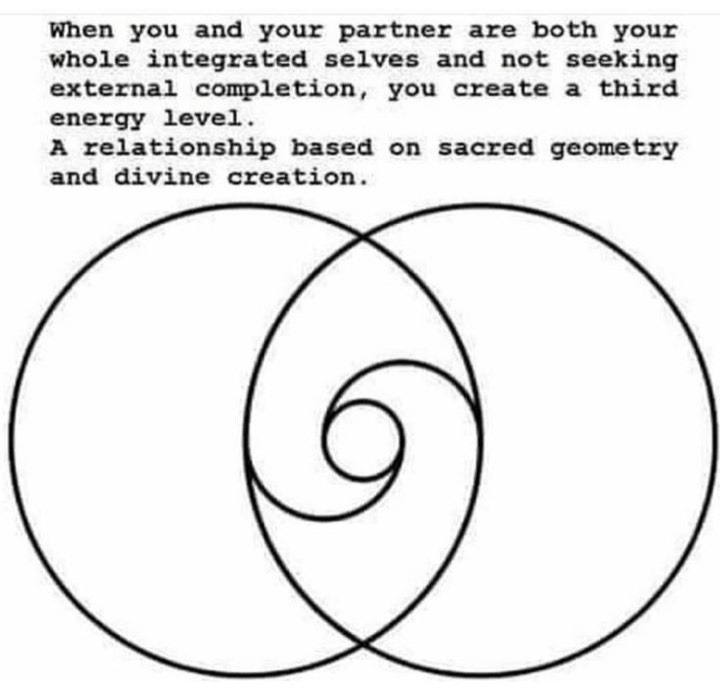 When you and your partner are both your
whole integrated selves and not seeking
external completion, you create a third
energy level.
A relationship based on sacred geometry
and divine creation.